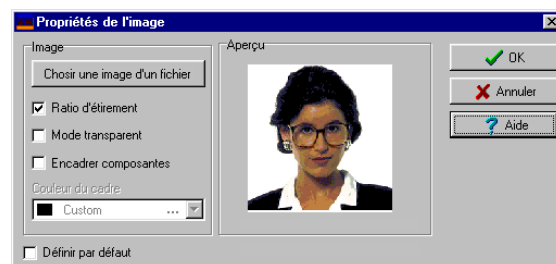 Propriétés de l'image
Image
Chosir une image d'un fichier
Ratio d'étirement
Mode transparent
Encadrer composantes
Couleur du cadre
Custom ...
Définir par défaut
Aperçu
OK
Annuler
Aide